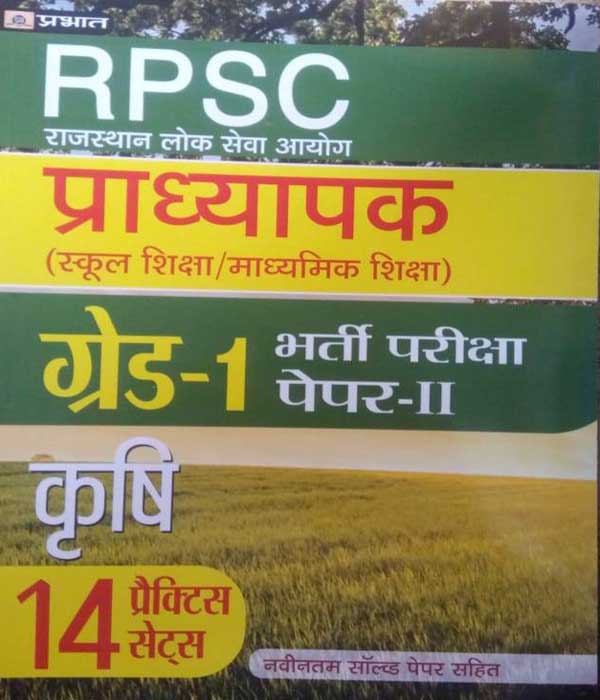 प्रभात
RPSC
राजस्थान लोक सेवा आयोग
प्राध्यापक
(स्कूल शिक्षा/माध्यमिक शिक्षा)
ग्रेड-1 भर्ती परीक्षा
पेपर-II
कृषि
14 प्रैक्टिस
सेट्स
नवीनतम सॉल्व्ड पेपर सहित